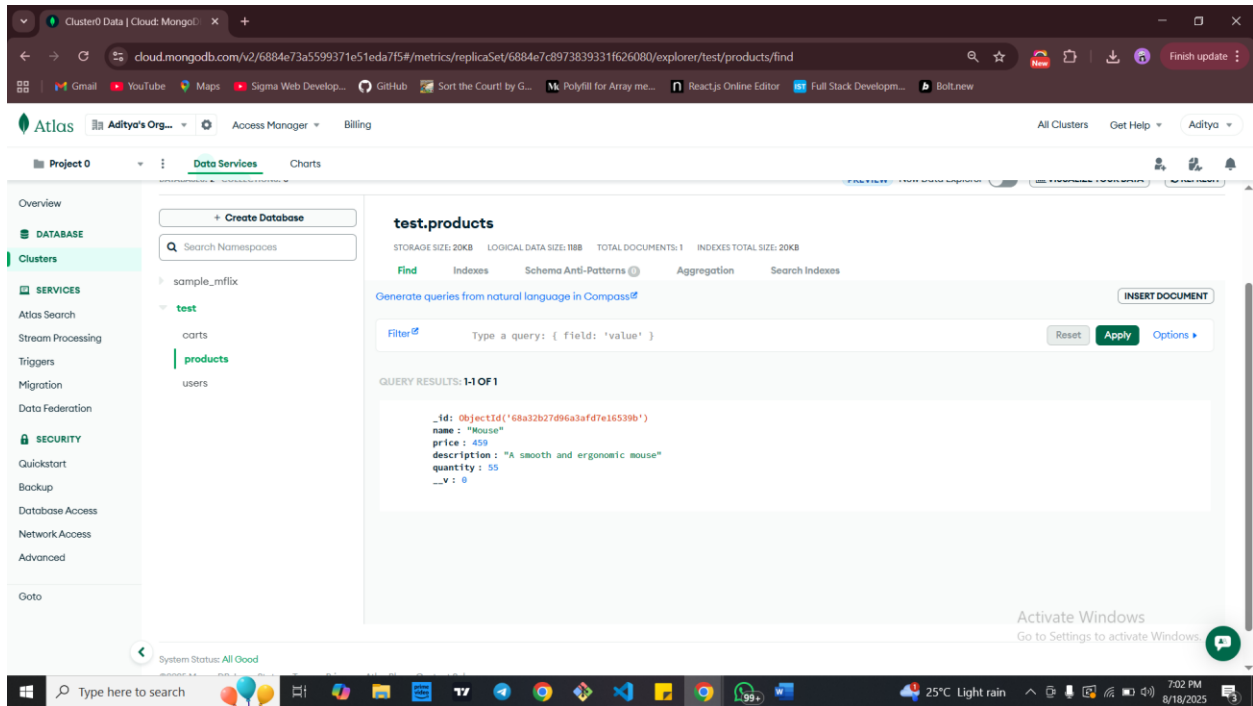 Cluster0 Data | Cloud: MongoD
cloud.mongodb.com/v2/6884e73a5599371e51eda7f5#/metrics/replicaSet/6884e7c8973839331f626080/explorer/test/products/find
New
Finish update
Gmail YouTube Maps Sigma Web Develop... GitHub Sort the Court! by G... Polyfill for Array me... React.js Online Editor Full Stack Developm... Bolt.new
Atlas Aditya's Org... Access Manager Billing All Clusters Get Help Aditya
Project 0 Data Services Charts
Overview
DATABASE
Clusters
SERVICES
Atlas Search
Stream Processing
Triggers
Migration
Data Federation
SECURITY
Quickstart
Backup
Database Access
Network Access
Advanced
Goto
+ Create Database
Search Namespaces
sample_mflix
test
carts
products
users
test.products
STORAGE SIZE: 20KB LOGICAL DATA SIZE: 118B TOTAL DOCUMENTS: 1 INDEXES TOTAL SIZE: 20KB
Find Indexes Schema Anti-Patterns 0 Aggregation Search Indexes
Generate queries from natural language in Compass
INSERT DOCUMENT
Filter Type a query: { field: 'value' } Reset Apply Options
QUERY RESULTS: 1-1 OF 1
_id: ObjectId('68a32b27d96a3afd7e16539b')
name : "Mouse"
price : 459
description : "A smooth and ergonomic mouse"
quantity : 55
__v : 0
Activate Windows
Go to Settings to activate Windows.
System Status: All Good
Type here to search
99+
25°C Light rain
7:02 PM
8/18/2025
3